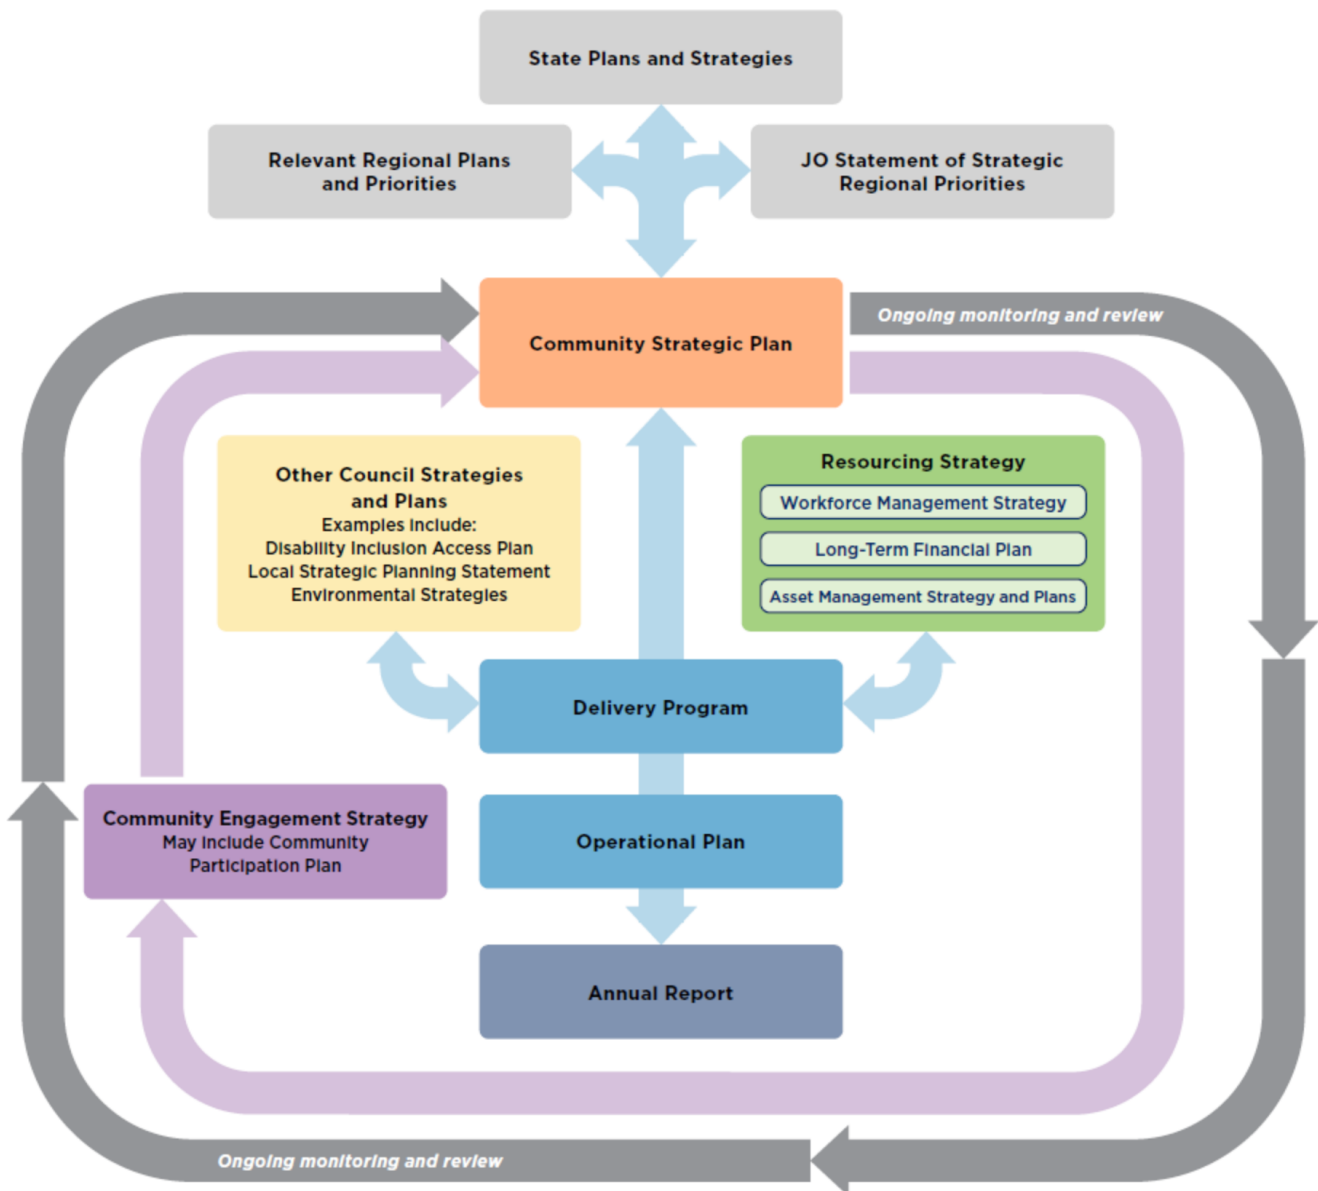 State Plans and Strategies
Relevant Regional Plans
and Priorities
JO Statement of Strategic
Regional Priorities
Ongoing monitoring and review
Community Strategic Plan
Other Council Strategies
and Plans
Examples Include:
Disability Inclusion Access Plan
Local Strategic Planning Statement
Environmental Strategies
Resourcing Strategy
Workforce Management Strategy
Long-Term Financial Plan
Asset Management Strategy and Plans
Delivery Program
Community Engagement Strategy
May Include Community
Participation Plan
Operational Plan
Annual Report
Ongoing monitoring and review